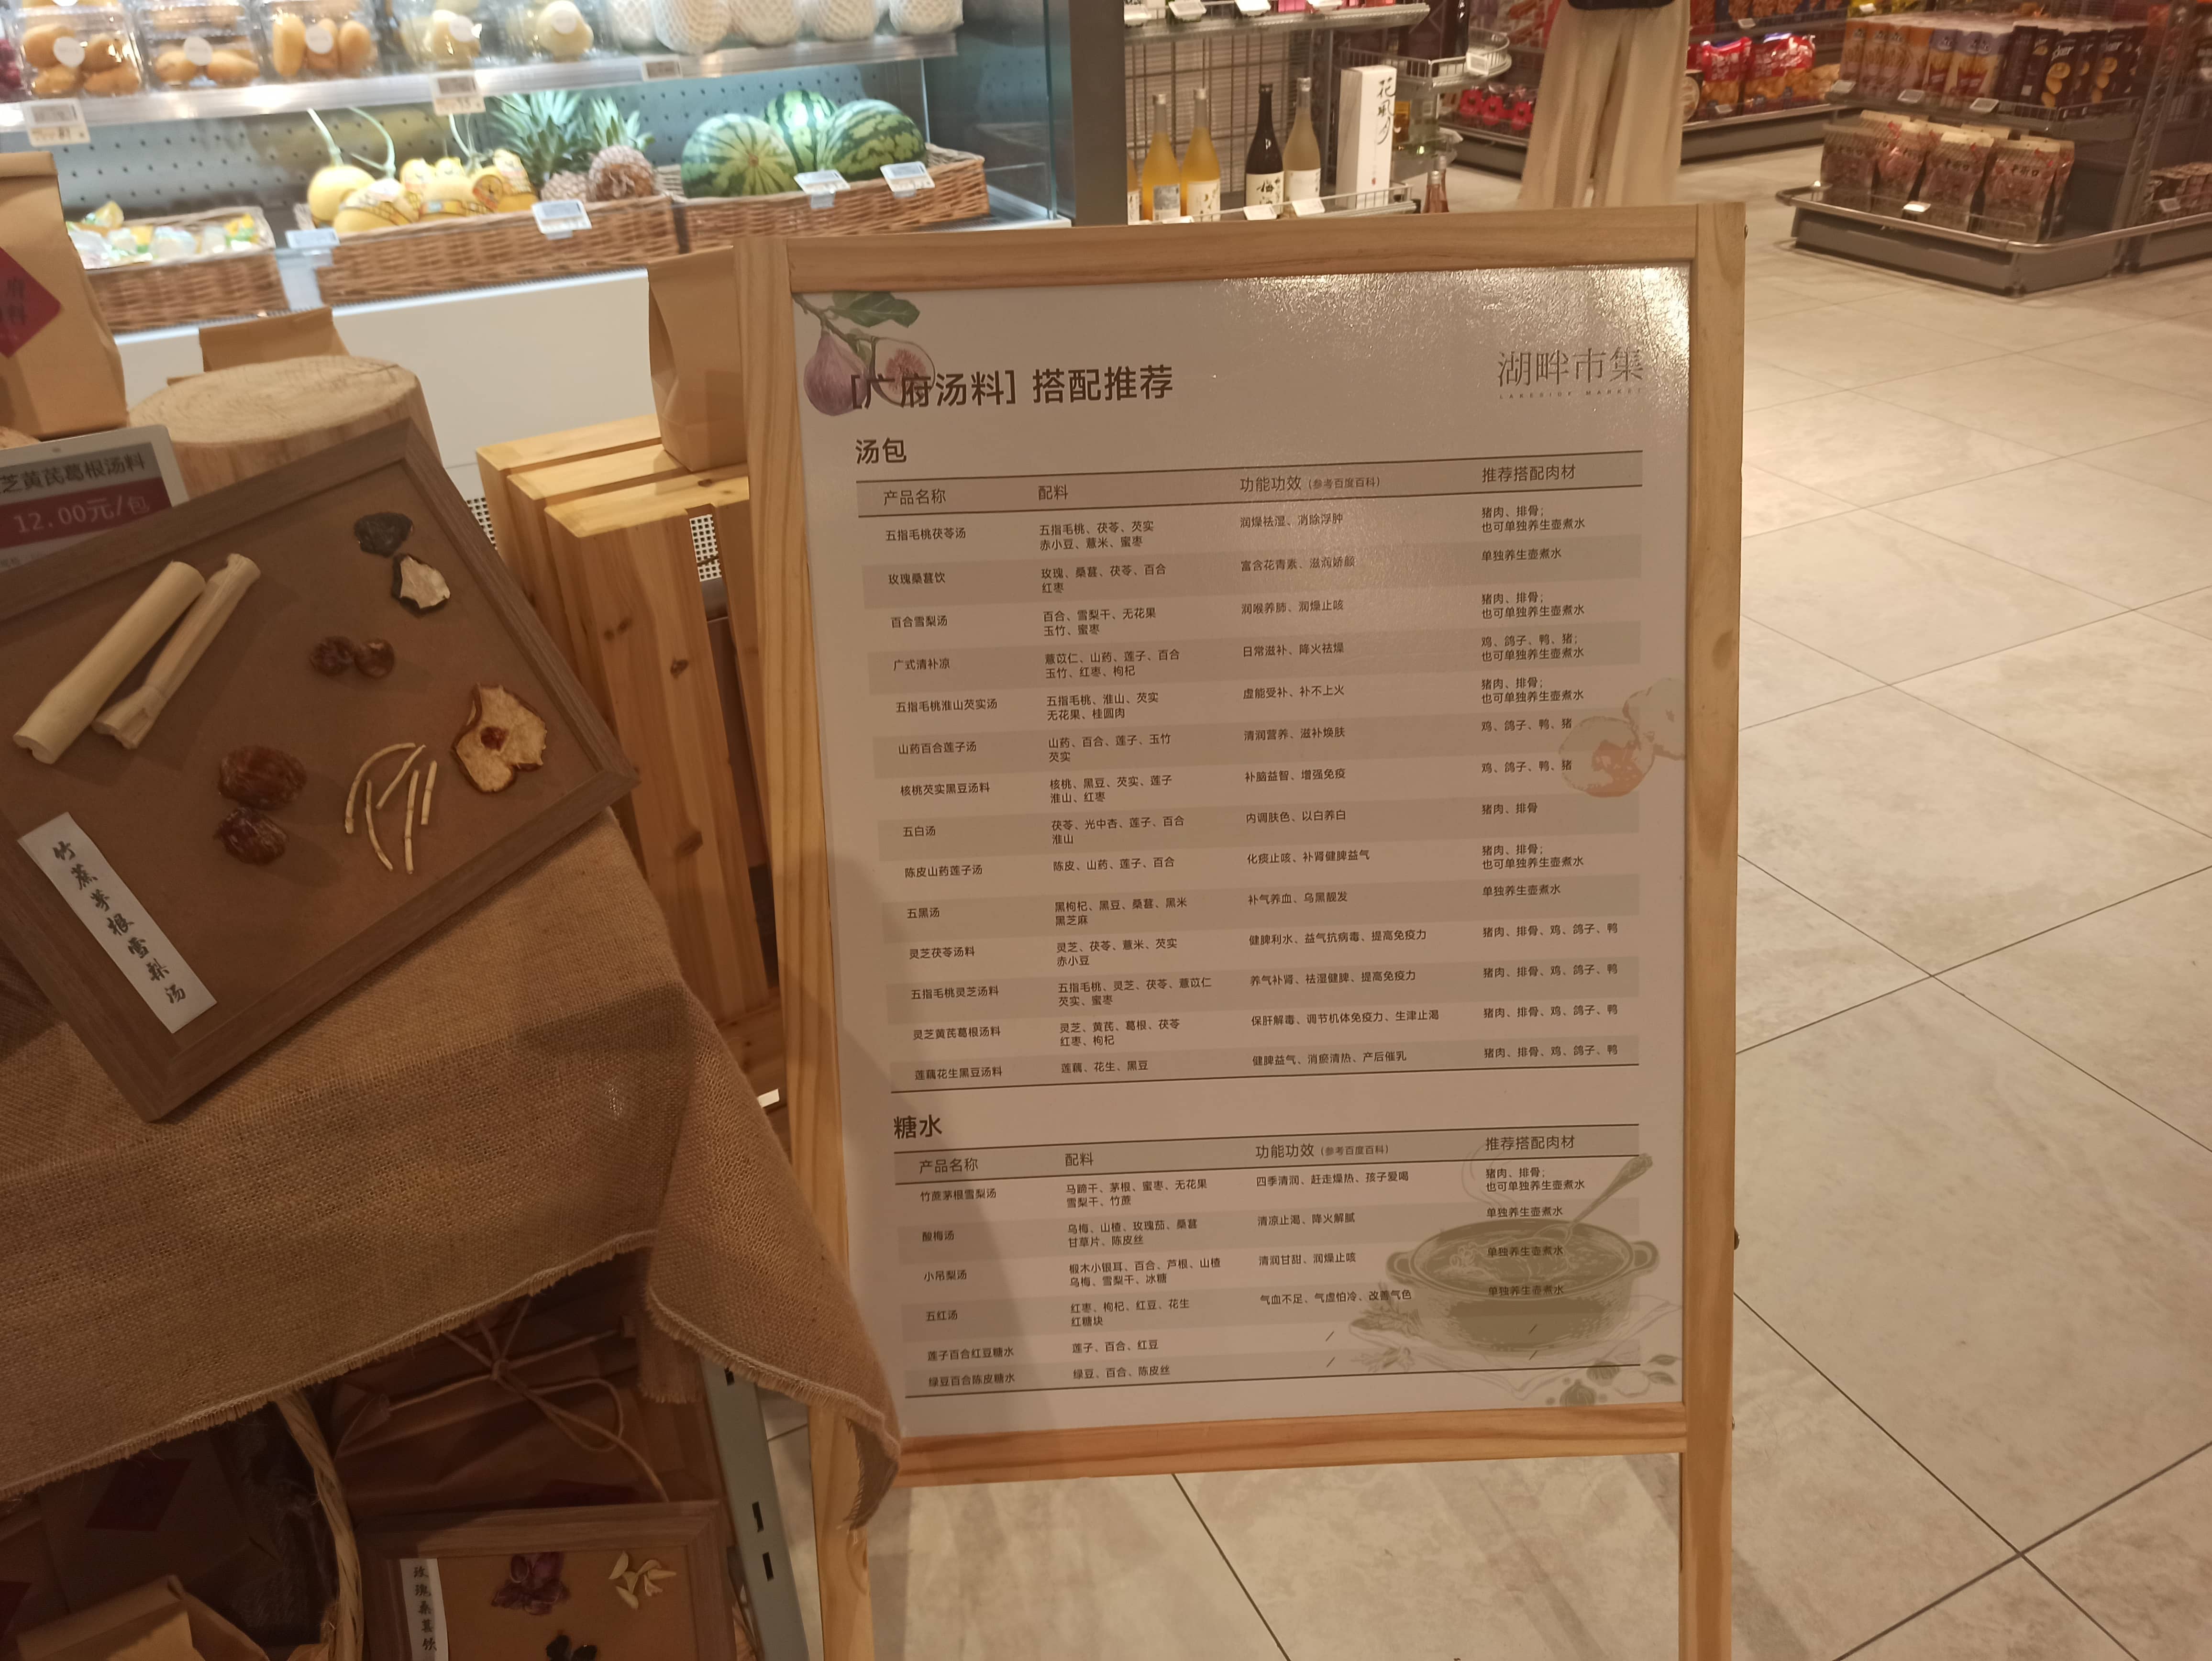 [广府汤料] 搭配推荐
湖畔市集
LAKESIDE MARKET
汤包
产品名称 配料 功能功效（参考百度百科） 推荐搭配肉材
五指毛桃茯苓汤 五指毛桃、茯苓、芡实 润燥祛湿、消除浮肿 猪肉、排骨；
赤小豆、薏米、蜜枣 也可单独养生壶煮水
玫瑰桑葚饮 玫瑰、桑葚、茯苓、百合 富含花青素、滋润娇颜 单独养生壶煮水
红枣
百合雪梨汤 百合、雪梨干、无花果 润喉养肺、润燥止咳 猪肉、排骨；
玉竹、蜜枣 也可单独养生壶煮水
广式清补凉 薏苡仁、山药、莲子、百合 日常滋补、降火祛燥 鸡、鸽子、鸭、猪；
玉竹、红枣、枸杞 也可单独养生壶煮水
五指毛桃淮山芡实汤 五指毛桃、淮山、芡实 虚能受补、补不上火 猪肉、排骨；
无花果、桂圆肉 也可单独养生壶煮水
山药百合莲子汤 山药、百合、莲子、玉竹 清润营养、滋补焕肤 鸡、鸽子、鸭、猪
芡实
核桃芡实黑豆汤料 核桃、黑豆、芡实、莲子 补脑益智、增强免疫 鸡、鸽子、鸭、猪
淮山、红枣
五白汤 茯苓、光中杏、莲子、百合 内调肤色、以白养白 猪肉、排骨
淮山
陈皮山药莲子汤 陈皮、山药、莲子、百合 化痰止咳、补肾健脾益气 猪肉、排骨；
也可单独养生壶煮水
五黑汤 黑枸杞、黑豆、桑葚、黑米 补气养血、乌黑靓发 单独养生壶煮水
黑芝麻
灵芝茯苓汤料 灵芝、茯苓、薏米、芡实 健脾利水、益气抗病毒、提高免疫力 猪肉、排骨、鸡、鸽子、鸭
赤小豆
五指毛桃灵芝汤料 五指毛桃、灵芝、茯苓、薏苡仁 养气补肾、祛湿健脾、提高免疫力 猪肉、排骨、鸡、鸽子、鸭
芡实、蜜枣
灵芝黄芪葛根汤料 灵芝、黄芪、葛根、茯苓 保肝解毒、调节机体免疫力、生津止渴 猪肉、排骨、鸡、鸽子、鸭
红枣、枸杞
莲藕花生黑豆汤料 莲藕、花生、黑豆 健脾益气、消瘀清热、产后催乳 猪肉、排骨、鸡、鸽子、鸭
糖水
产品名称 配料 功能功效（参考百度百科） 推荐搭配肉材
竹蔗茅根雪梨汤 马蹄干、茅根、蜜枣、无花果 四季清润、赶走燥热、孩子爱喝 猪肉、排骨；
雪梨干、竹蔗 也可单独养生壶煮水
酸梅汤 乌梅、山楂、玫瑰茄、桑葚 清凉止渴、降火解腻 单独养生壶煮水
甘草片、陈皮丝
小吊梨汤 椴木小银耳、百合、芦根、山楂 清润甘甜、润燥止咳 单独养生壶煮水
乌梅、雪梨干、冰糖
五红汤 红枣、枸杞、红豆、花生 气血不足、气虚怕冷、改善气色 单独养生壶煮水
红糖块
莲子百合红豆糖水 莲子、百合、红豆 / /
绿豆百合陈皮糖水 绿豆、百合、陈皮丝 / /
芝黄芪葛根汤料
12.00元/包
竹蔗茅根雪梨汤
玫瑰桑葚饮
花风月
梅